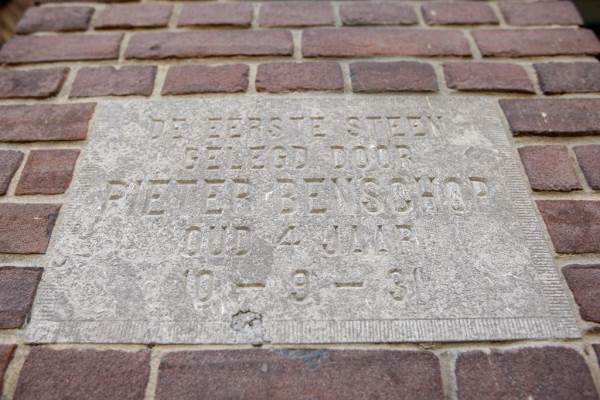 DE EERSTE STEEN
GELEGD DOOR
PIETER BENSCHOP
OUD 4 JAAR
10-9-31